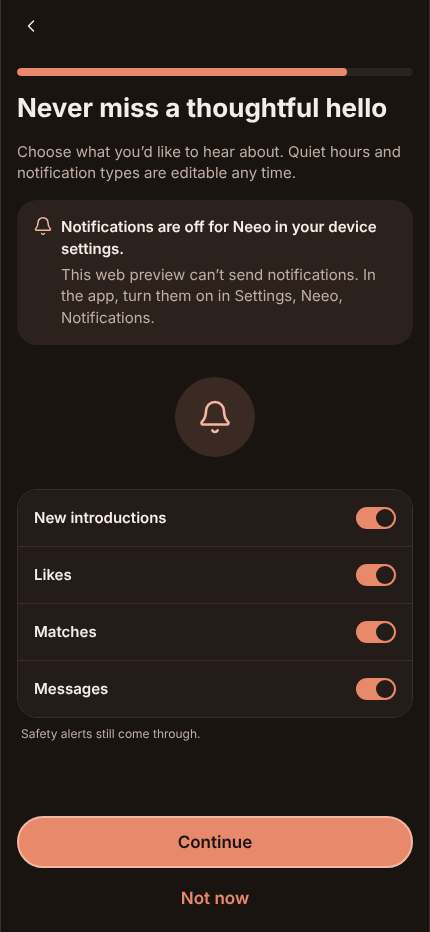 Never miss a thoughtful hello
Choose what you’d like to hear about. Quiet hours and
notification types are editable any time.
Notifications are off for Neeo in your device
settings.
This web preview can’t send notifications. In
the app, turn them on in Settings, Neeo,
Notifications.
New introductions
Likes
Matches
Messages
Safety alerts still come through.
Continue
Not now